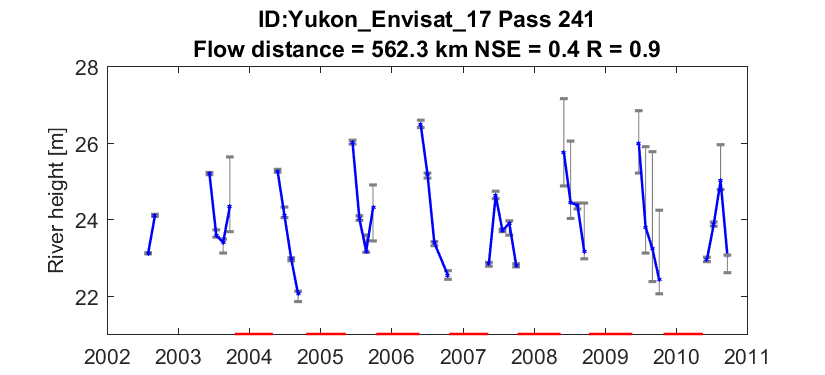 ID:Yukon_Envisat_17 Pass 241
Flow distance = 562.3 km NSE = 0.4 R = 0.9
River height [m]
28
26
24
22
2002 2003 2004 2005 2006 2007 2008 2009 2010 2011